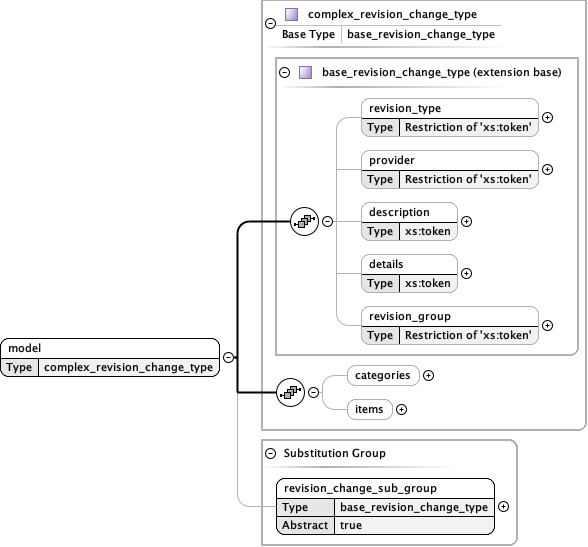 complex_revision_change_type
Base Type base_revision_change_type
base_revision_change_type (extension base)
revision_type
Type Restriction of 'xs:token'
provider
Type Restriction of 'xs:token'
description
Type xs:token
details
Type xs:token
revision_group
Type Restriction of 'xs:token'
model
Type complex_revision_change_type
categories
items
Substitution Group
revision_change_sub_group
Type base_revision_change_type
Abstract true